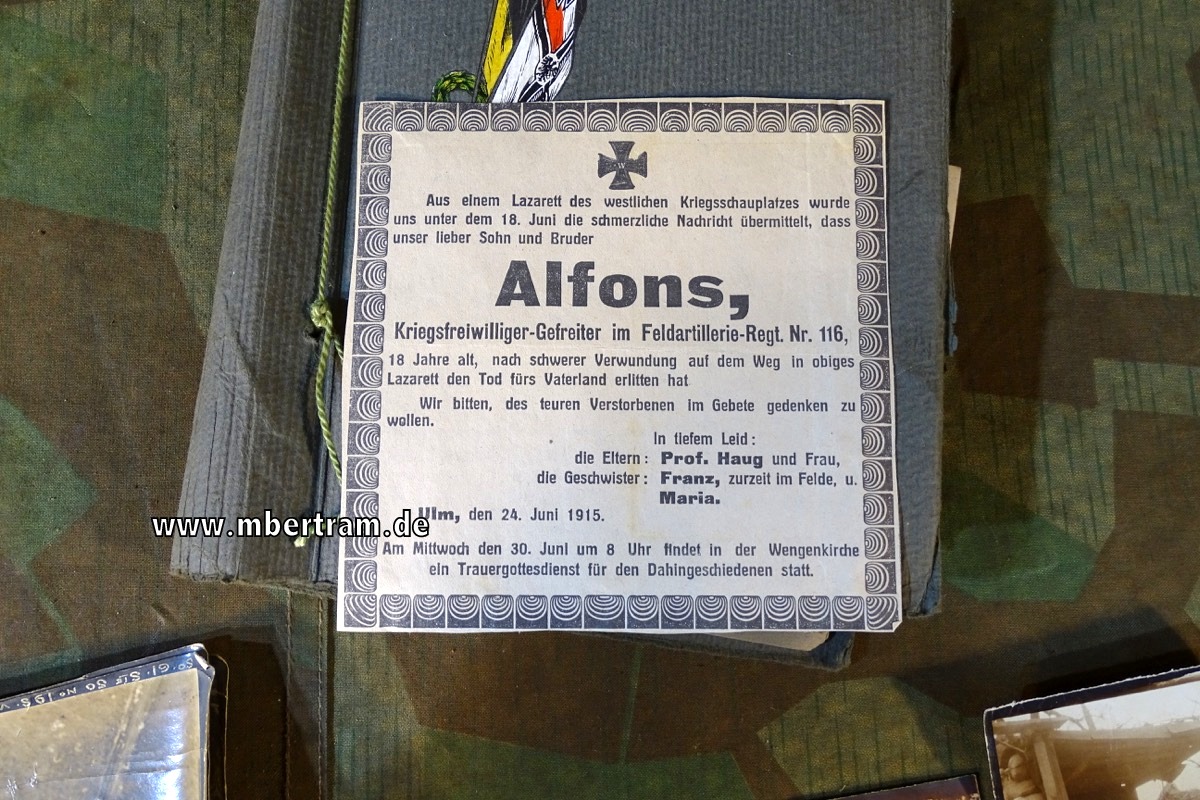 W
Aus einem Lazarett des westlichen Kriegsschauplatzes wurde
uns unter dem 18. Juni die schmerzliche Nachricht übermittelt, dass
unser lieber Sohn und Bruder
Alfons,
Kriegsfreiwilliger-Gefreiter im Feldartillerie-Regt. Nr. 116,
18 Jahre alt, nach schwerer Verwundung auf dem Weg in obiges
Lazarett den Tod fürs Vaterland erlitten hat
Wir bitten, des teuren Verstorbenen im Gebete gedenken zu
wollen.
In tiefem Leid:
die Eltern: Prof. Haug und Frau,
die Geschwister: Franz, zurzeit im Felde, u.
Maria.
Ulm, den 24. Juni 1915.
www.mbertram.de
Am Mittwoch den 30. Juni um 8 Uhr findet in der Wengenkirche
ein Trauergottesdienst für den Dahingeschiedenen statt.